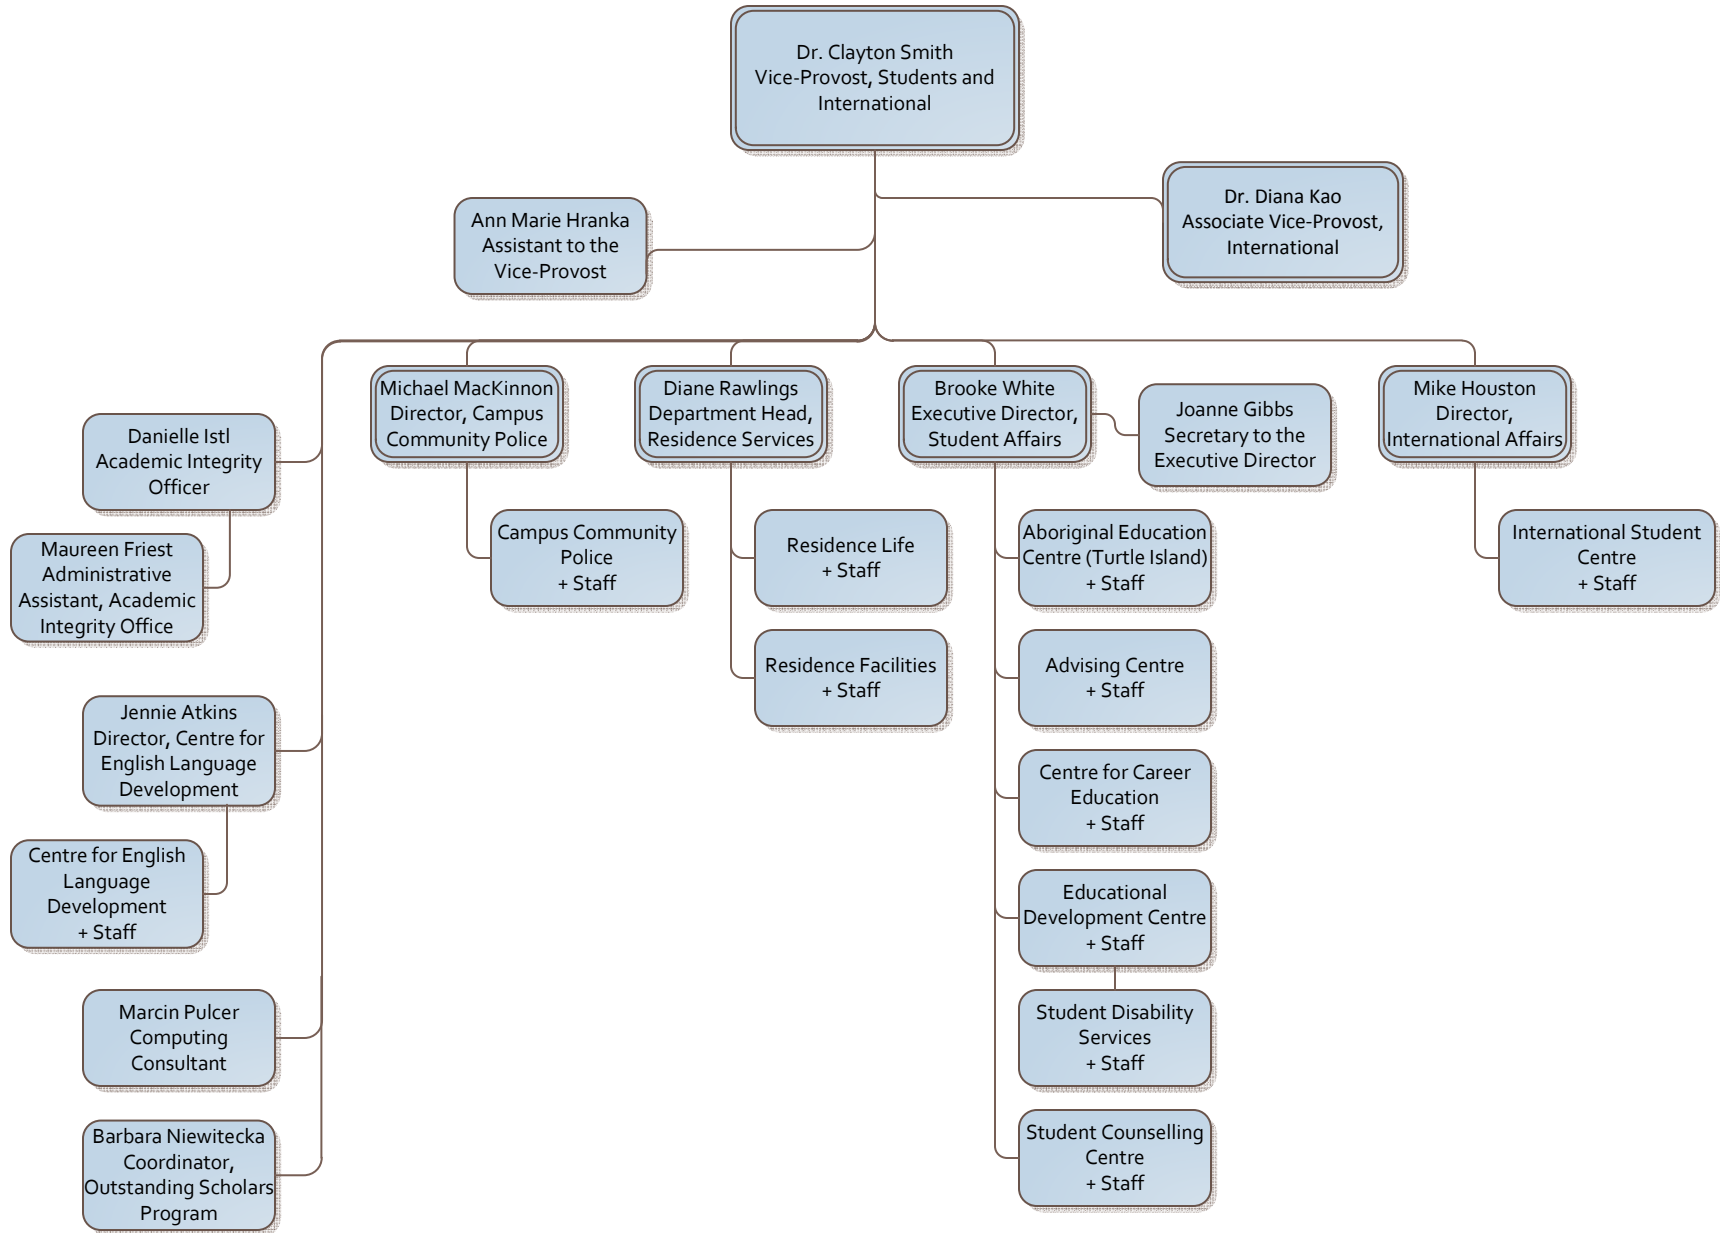 Dr. Clayton Smith
Vice-Provost, Students and
International
Dr. Diana Kao
Associate Vice-Provost,
International
Ann Marie Hranka
Assistant to the
Vice-Provost
Michael MacKinnon
Director, Campus
Community Police
Diane Rawlings
Department Head,
Residence Services
Brooke White
Executive Director,
Student Affairs
Joanne Gibbs
Secretary to the
Executive Director
Mike Houston
Director,
International Affairs
Danielle Istl
Academic Integrity
Officer
Maureen Friest
Administrative
Assistant, Academic
Integrity Office
Campus Community
Police
+ Staff
Residence Life
+ Staff
Aboriginal Education
Centre (Turtle Island)
+ Staff
International Student
Centre
+ Staff
Residence Facilities
+ Staff
Advising Centre
+ Staff
Jennie Atkins
Director, Centre for
English Language
Development
Centre for Career
Education
+ Staff
Centre for English
Language
Development
+ Staff
Educational
Development Centre
+ Staff
Marcin Pulcer
Computing
Consultant
Student Disability
Services
+ Staff
Barbara Niewitecka
Coordinator,
Outstanding Scholars
Program
Student Counselling
Centre
+ Staff